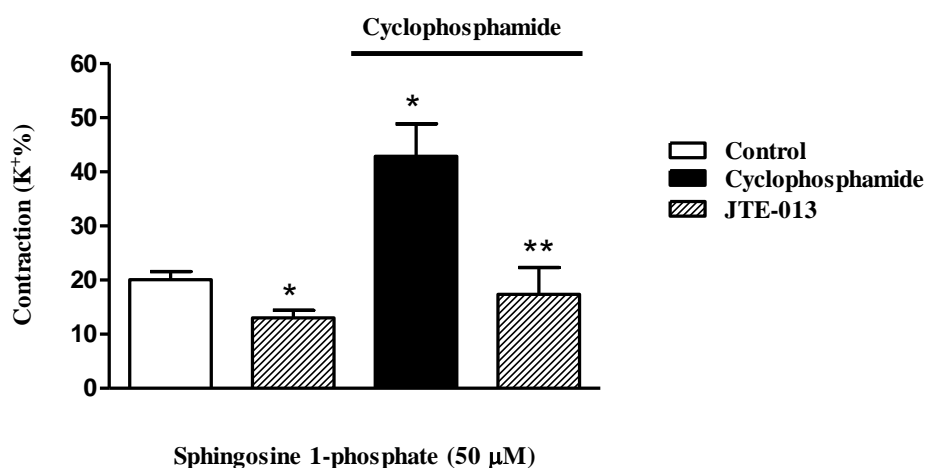 Cyclophosphamide
60
50
40
30
20
10
0
Contraction (K⁺%)
*
*
**
Control
Cyclophosphamide
JTE-013
Sphingosine 1-phosphate (50 μM)